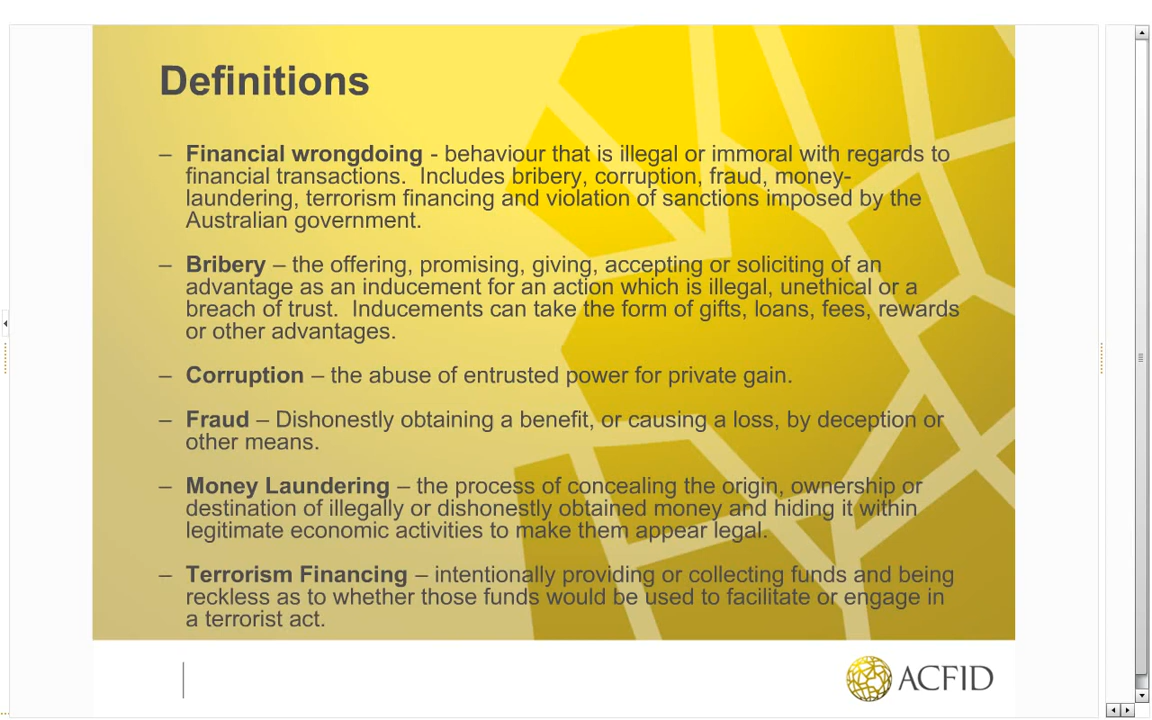 Definitions
– Financial wrongdoing - behaviour that is illegal or immoral with regards to
financial transactions.  Includes bribery, corruption, fraud, money-
laundering, terrorism financing and violation of sanctions imposed by the
Australian government.
– Bribery – the offering, promising, giving, accepting or soliciting of an
advantage as an inducement for an action which is illegal, unethical or a
breach of trust.  Inducements can take the form of gifts, loans, fees, rewards
or other advantages.
– Corruption – the abuse of entrusted power for private gain.
– Fraud – Dishonestly obtaining a benefit, or causing a loss, by deception or
other means.
– Money Laundering – the process of concealing the origin, ownership or
destination of illegally or dishonestly obtained money and hiding it within
legitimate economic activities to make them appear legal.
– Terrorism Financing – intentionally providing or collecting funds and being
reckless as to whether those funds would be used to facilitate or engage in
a terrorist act.
ACFID